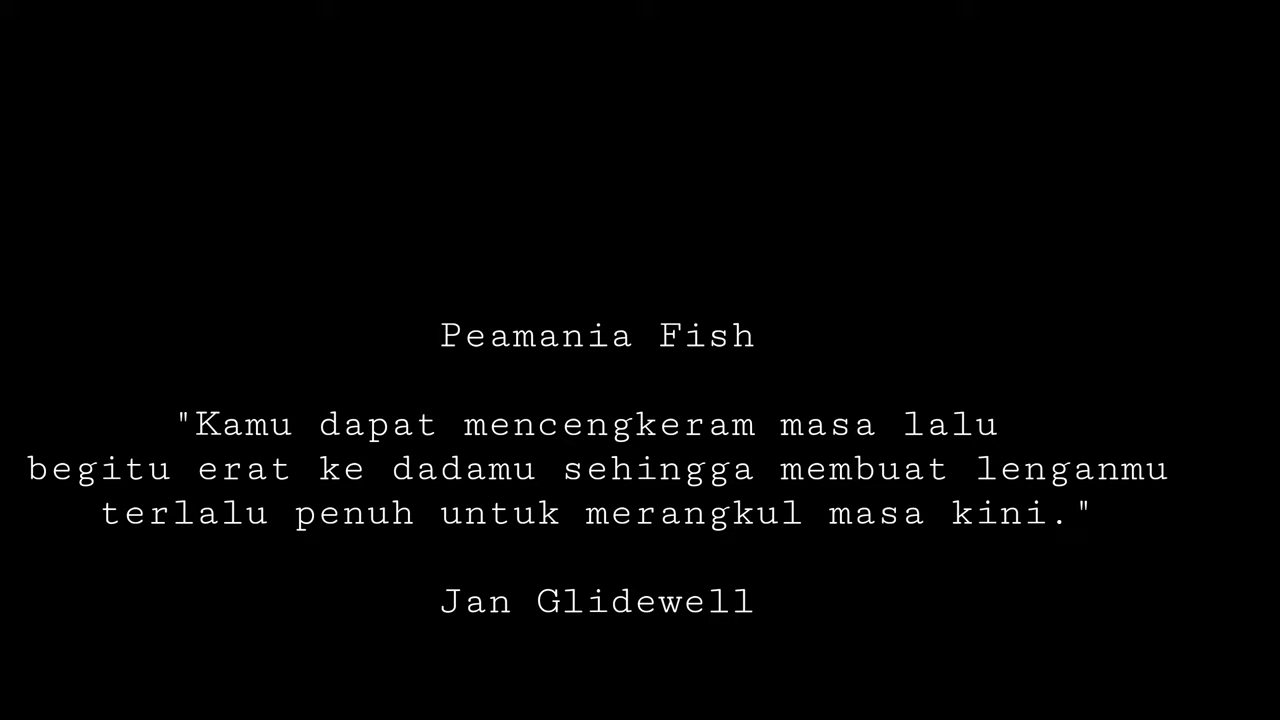 Peamania Fish
"Kamu dapat mencengkeram masa lalu
begitu erat ke dadamu sehingga membuat lenganmu
terlalu penuh untuk merangkul masa kini."
Jan Glidewell